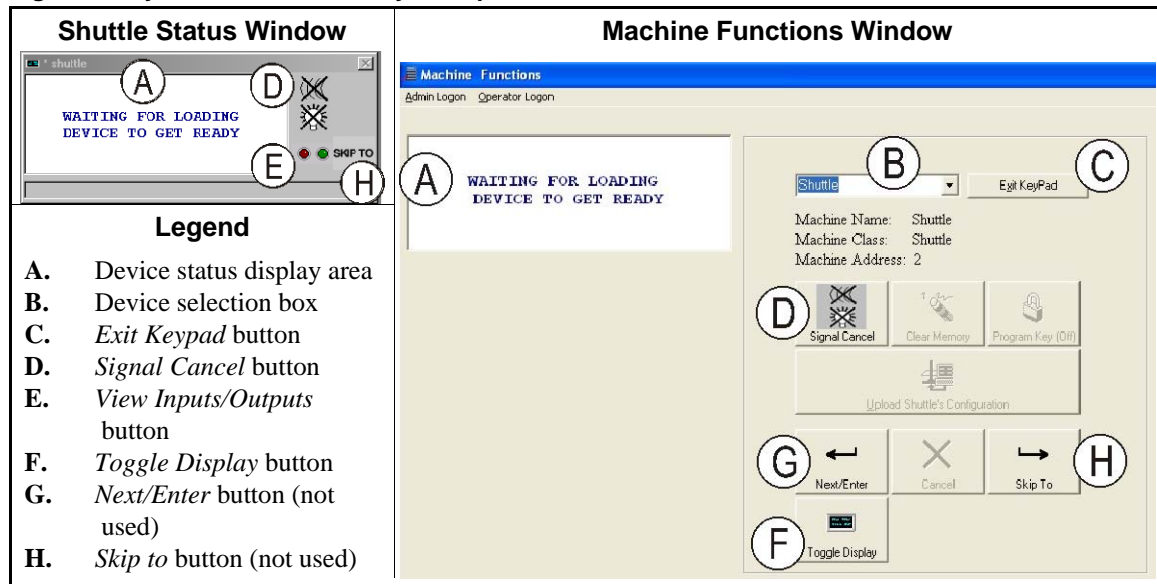 Shuttle Status Window
Machine Functions Window
* shuttle
A
D
WAITING FOR LOADING
DEVICE TO GET READY
E
SKIP TO
H
Legend
A. Device status display area
B. Device selection box
C. Exit Keypad button
D. Signal Cancel button
E. View Inputs/Outputs
button
F. Toggle Display button
G. Next/Enter button (not
used)
H. Skip to button (not used)
Machine Functions
Admin Logon Operator Logon
A
WAITING FOR LOADING
DEVICE TO GET READY
B
C
Shuttle
Exit KeyPad
Machine Name: Shuttle
Machine Class: Shuttle
Machine Address: 2
D
Signal Cancel
Clear Memory
Program Key (Off)
Upload Shuttle's Configuration
G
Next/Enter
Cancel
Skip To
H
F
Toggle Display